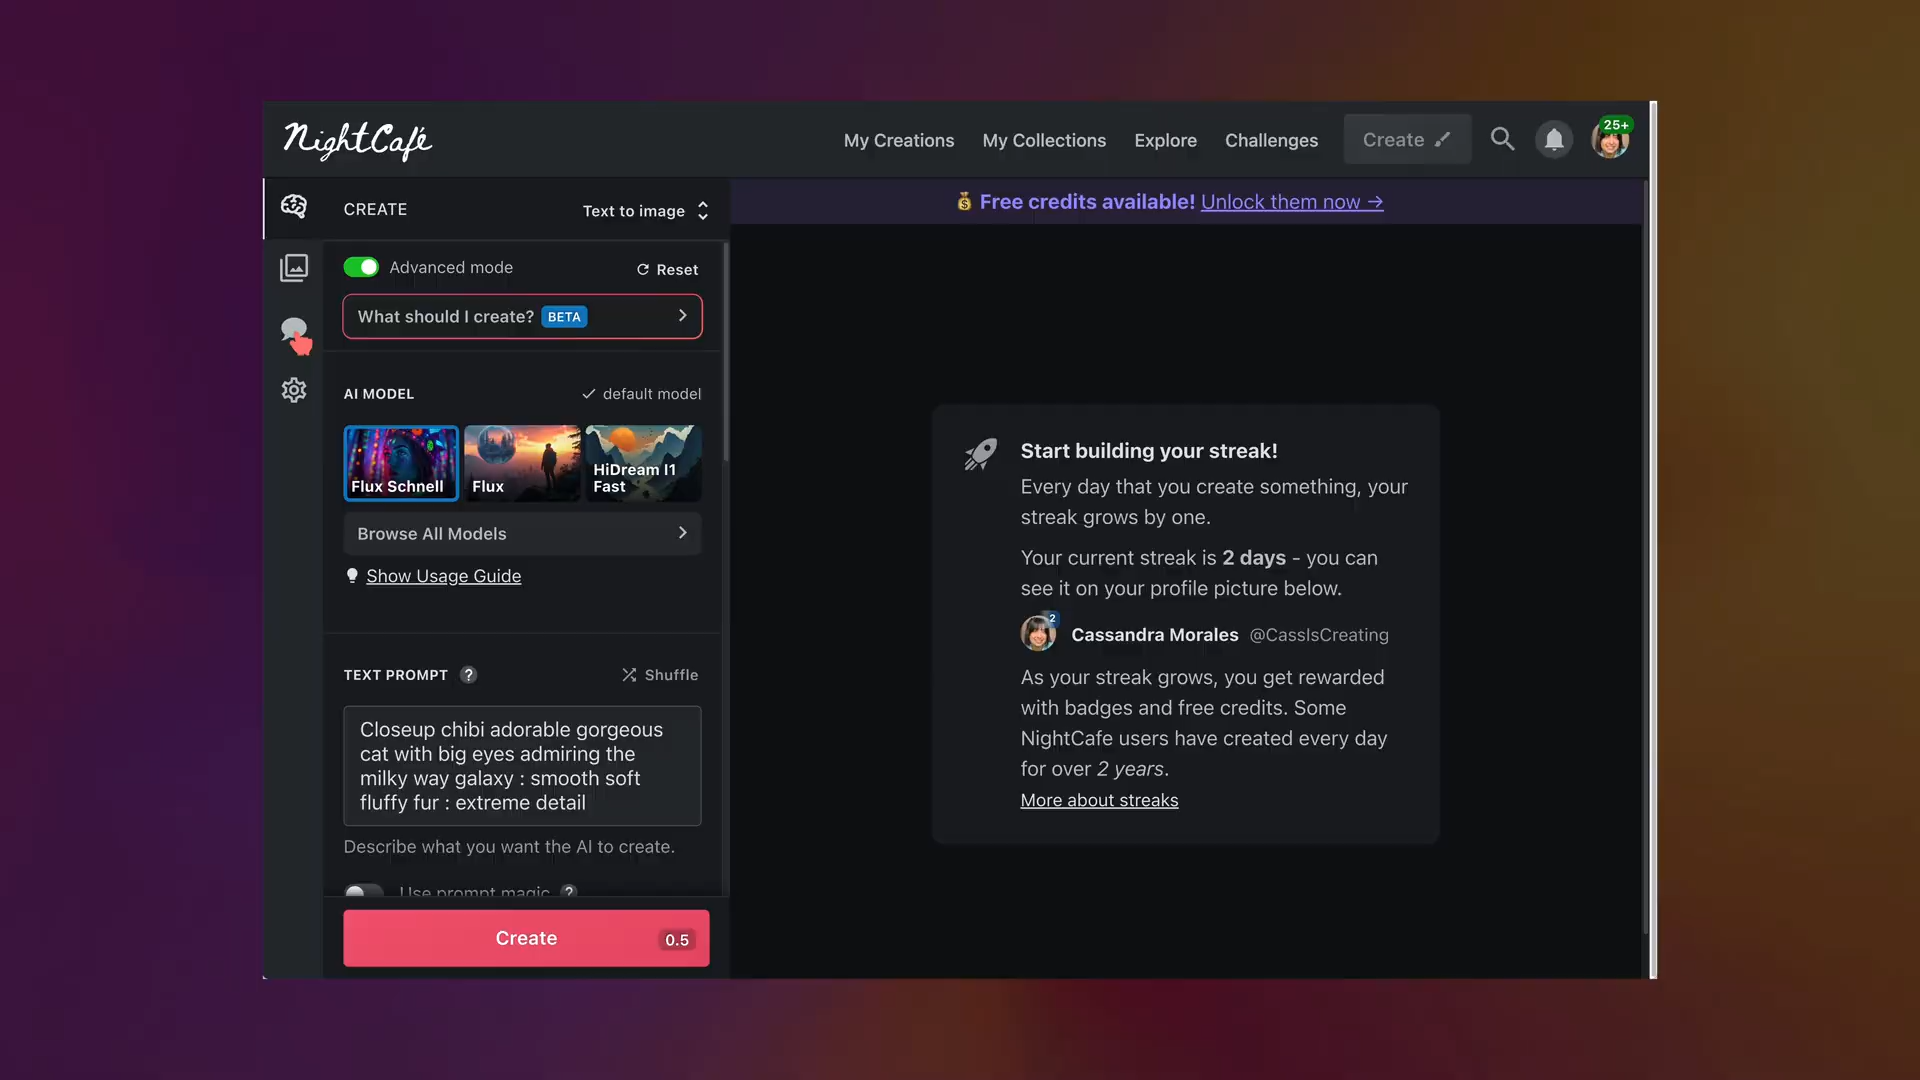 NightCafé
My Creations
My Collections
Explore
Challenges
Create
25+
CREATE
Text to image
💰 Free credits available! Unlock them now →
Advanced mode
Reset
What should I create? BETA
AI MODEL
default model
Flux Schnell
Flux
HiDream I1
Fast
Browse All Models
Show Usage Guide
TEXT PROMPT ?
Shuffle
Closeup chibi adorable gorgeous
cat with big eyes admiring the
milky way galaxy : smooth soft
fluffy fur : extreme detail
Describe what you want the AI to create.
Use prompt magic ?
Create 0.5
Start building your streak!
Every day that you create something, your
streak grows by one.
Your current streak is 2 days - you can
see it on your profile picture below.
2
Cassandra Morales @CassIsCreating
As your streak grows, you get rewarded
with badges and free credits. Some
NightCafe users have created every day
for over 2 years.
More about streaks